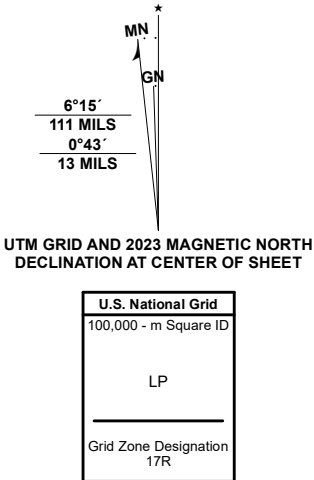 ★
MN
GN
6°15´
111 MILS
0°43´
13 MILS
UTM GRID AND 2023 MAGNETIC NORTH
DECLINATION AT CENTER OF SHEET
U.S. National Grid
100,000 - m Square ID
LP
Grid Zone Designation
17R